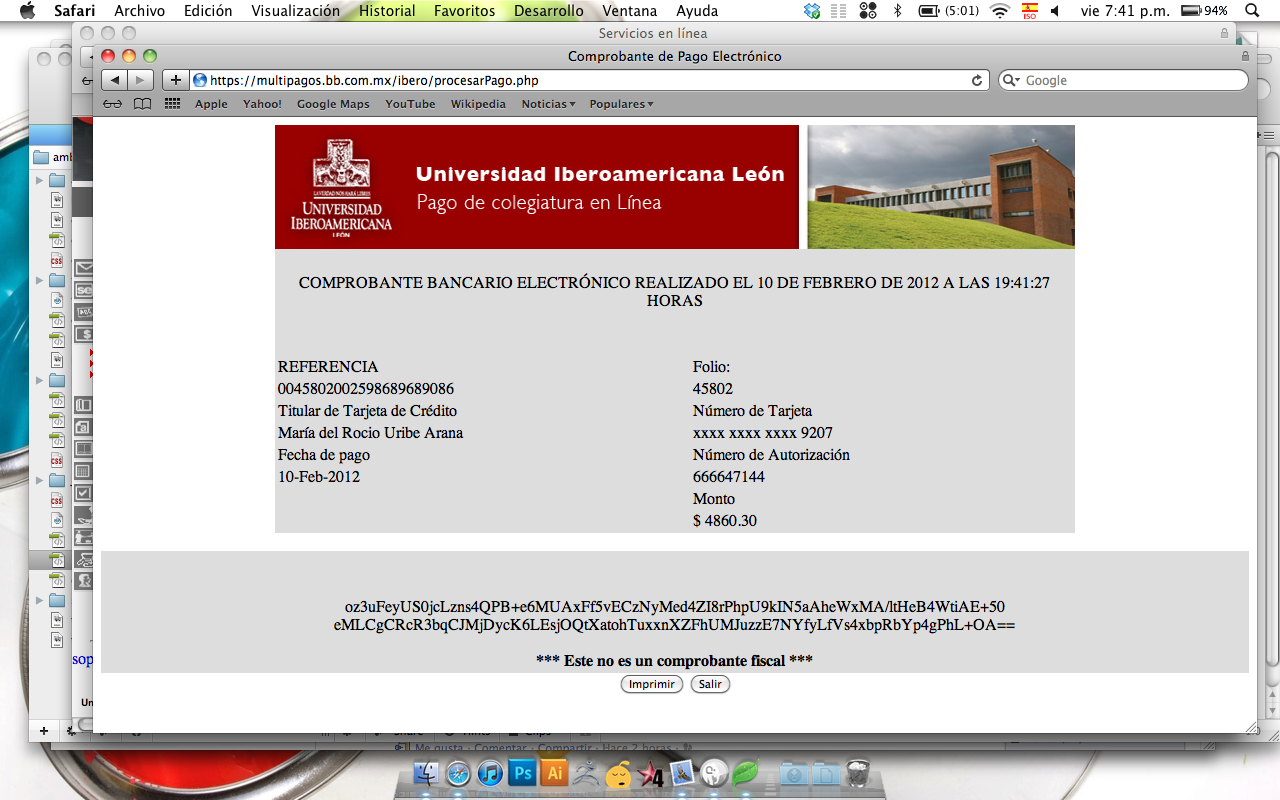 Safari Archivo Edición Visualización Historial Favoritos Desarrollo Ventana Ayuda (5:01) ISO vie 7:41 p.m. 94%
Servicios en línea
Comprobante de Pago Electrónico
https://multipagos.bb.com.mx/ibero/procesarPago.php Google
Apple Yahoo! Google Maps YouTube Wikipedia Noticias Populares
Universidad Iberoamericana León
Pago de colegiatura en Línea
LA VERDAD NOS HARÁ LIBRES
UNIVERSIDAD
IBEROAMERICANA
LEÓN
COMPROBANTE BANCARIO ELECTRÓNICO REALIZADO EL 10 DE FEBRERO DE 2012 A LAS 19:41:27
HORAS
REFERENCIA Folio:
0045802002598689689086 45802
Titular de Tarjeta de Crédito Número de Tarjeta
María del Rocio Uribe Arana xxxx xxxx xxxx 9207
Fecha de pago Número de Autorización
10-Feb-2012 666647144
Monto
$ 4860.30
oz3uFeyUS0jcLzns4QPB+e6MUAxFf5vECzNyMed4ZI8rPhpU9kIN5aAheWxMA/ltHeB4WtiAE+50
eMLCgCRcR3bqCJMjDycK6LEsjOQtXatohTuxxnXZFhUMJuzzE7NYfyLfVs4xbpRbYp4gPhL+OA==
*** Este no es un comprobante fiscal ***
Imprimir Salir
Me gusta · Comentar · Compartir · Hace 2 horas ·
Ps Ai 4